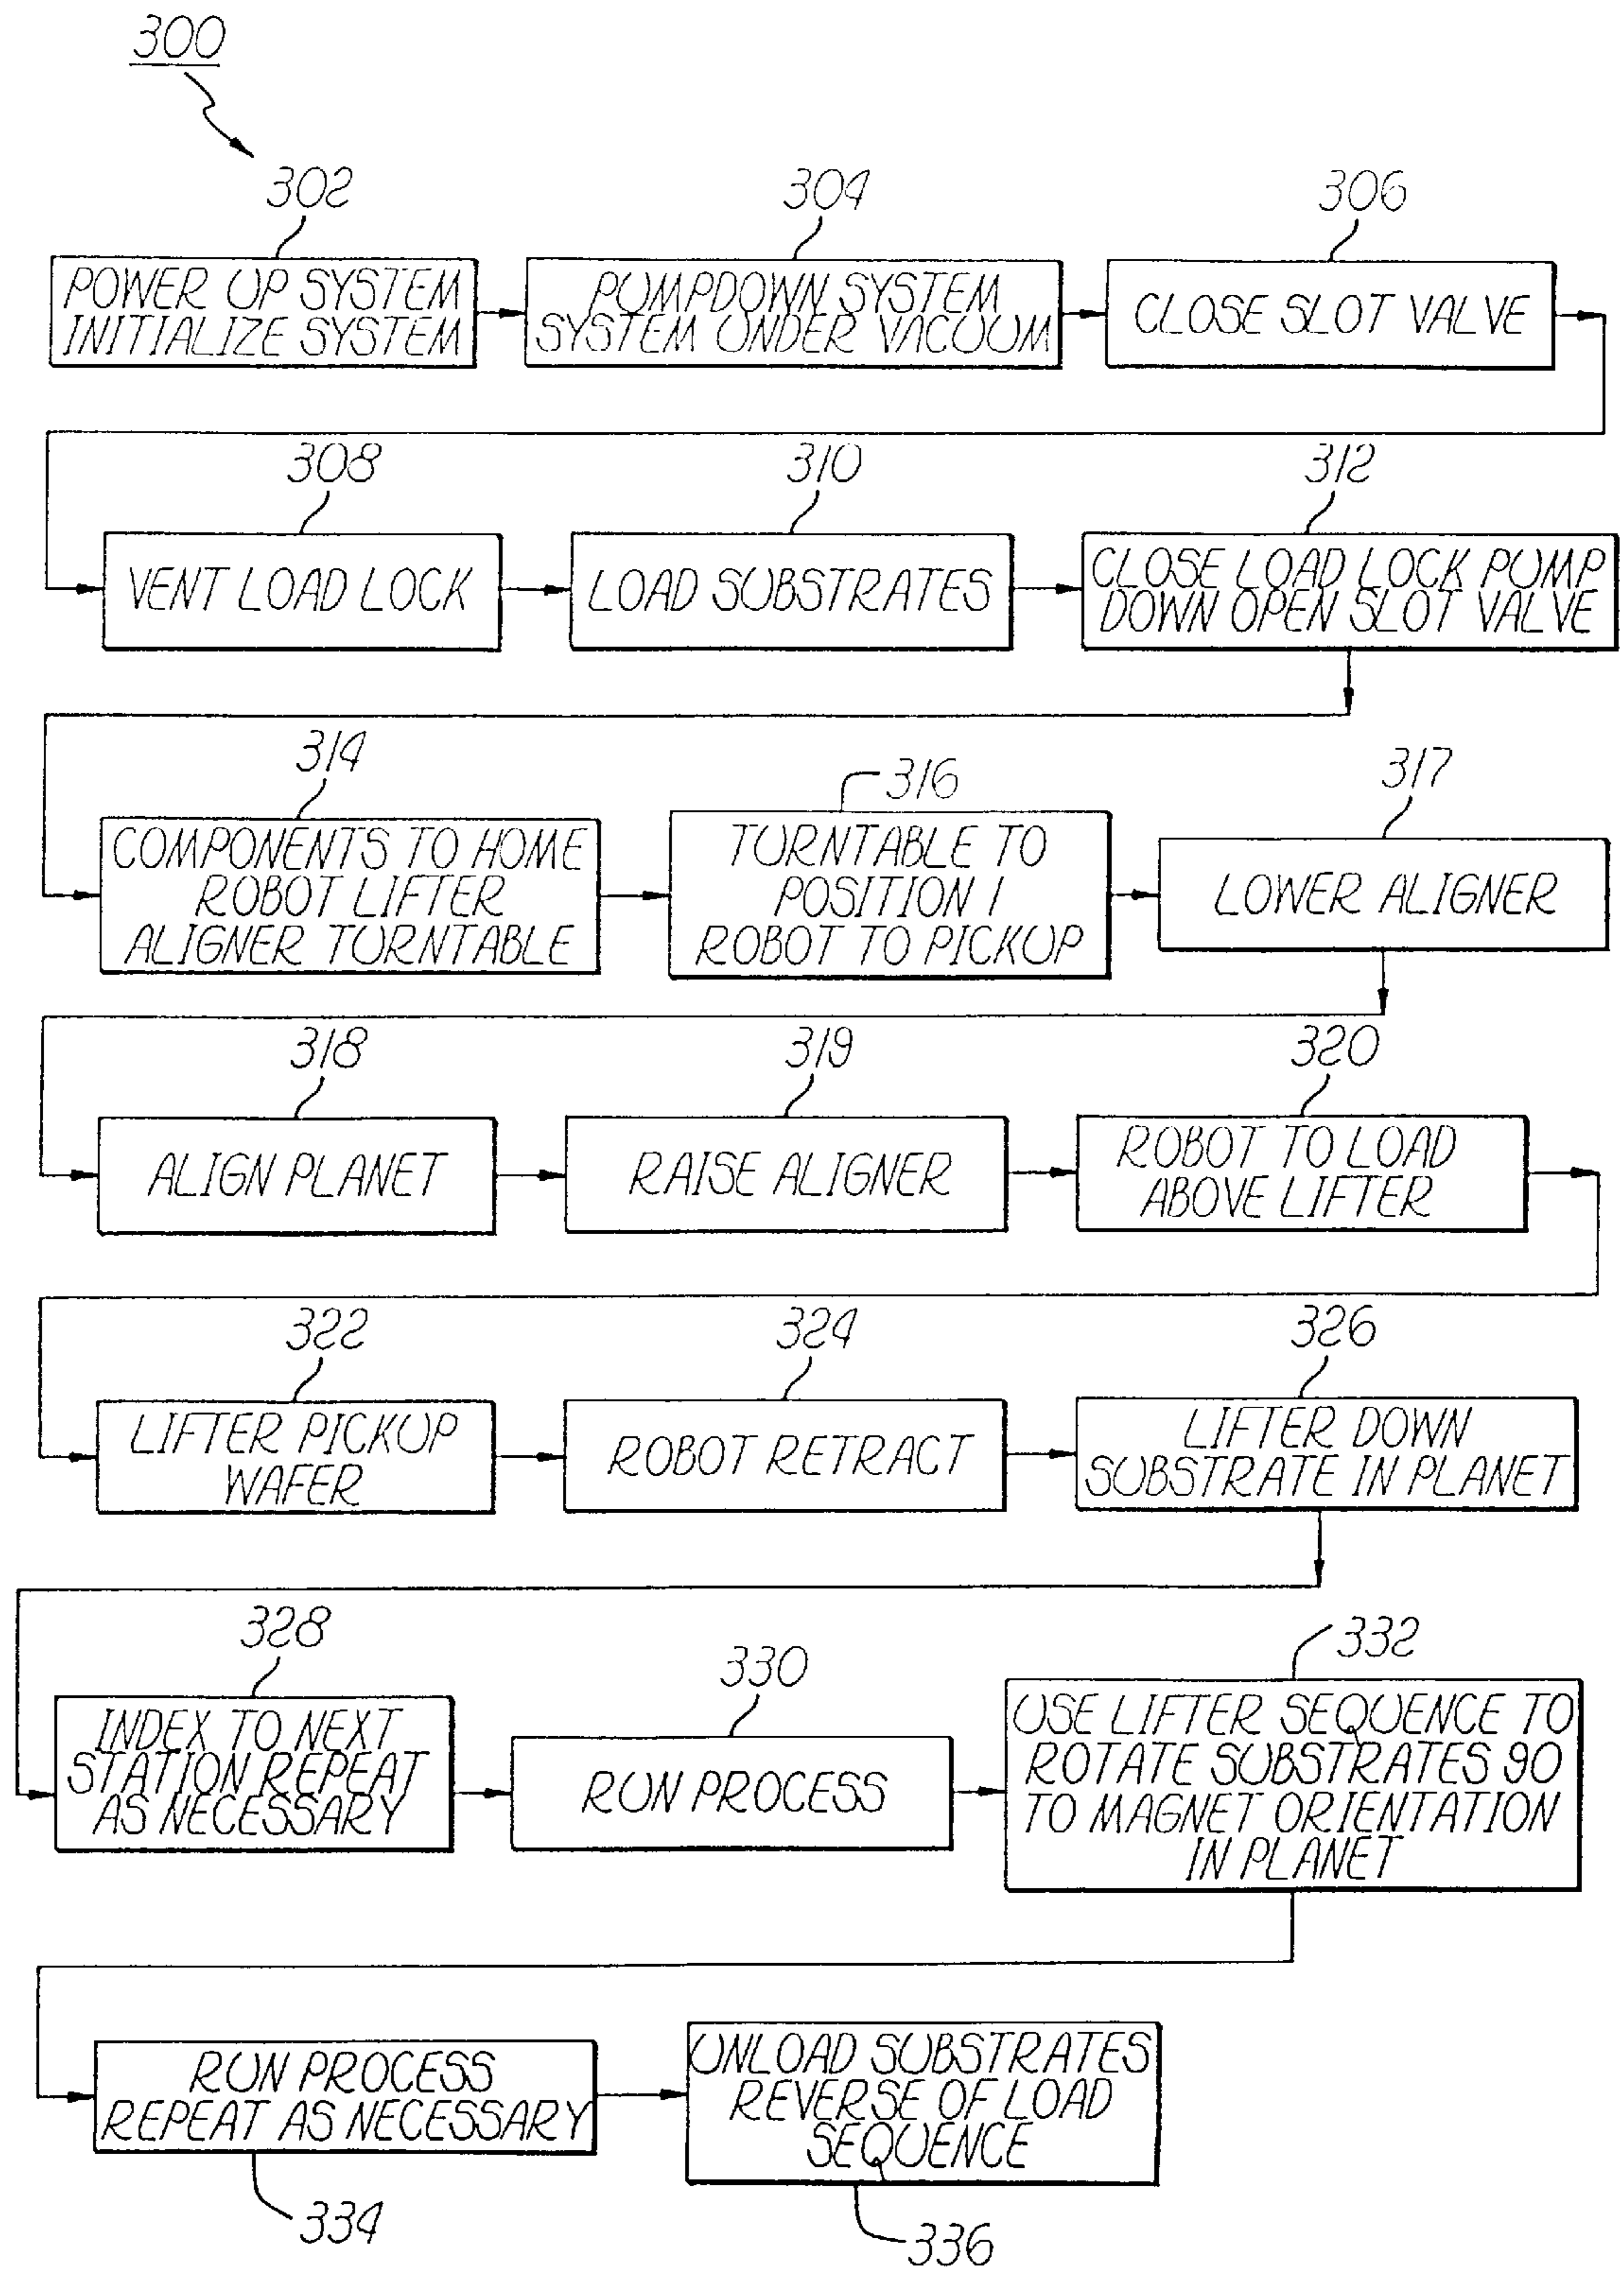 300
302
304
306
POWER UP SYSTEM
INITIALIZE SYSTEM
PUMPDOWN SYSTEM
SYSTEM UNDER VACUUM
CLOSE SLOT VALVE
308
310
312
VENT LOAD LOCK
LOAD SUBSTRATES
CLOSE LOAD LOCK PUMP
DOWN OPEN SLOT VALVE
314
316
317
COMPONENTS TO HOME
ROBOT LIFTER
ALIGNER TURNTABLE
TURNTABLE TO
POSITION 1
ROBOT TO PICKUP
LOWER ALIGNER
318
319
320
ALIGN PLANET
RAISE ALIGNER
ROBOT TO LOAD
ABOVE LIFTER
322
324
326
LIFTER PICKUP
WAFER
ROBOT RETRACT
LIFTER DOWN
SUBSTRATE IN PLANET
328
330
332
INDEX TO NEXT
STATION REPEAT
AS NECESSARY
RUN PROCESS
USE LIFTER SEQUENCE TO
ROTATE SUBSTRATES 90
TO MAGNET ORIENTATION
IN PLANET
RUN PROCESS
REPEAT AS NECESSARY
UNLOAD SUBSTRATES
REVERSE OF LOAD
SEQUENCE
334
336